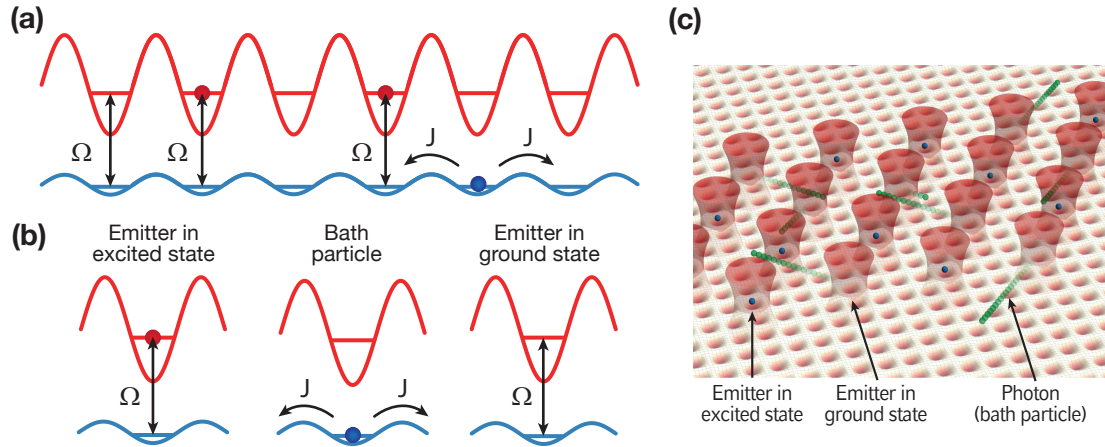 (a)
Ω
Ω
Ω
J
J
(b)
Emitter in
excited state
Bath
particle
Emitter in
ground state
Ω
J
J
Ω
(c)
Emitter in
excited state
Emitter in
ground state
Photon
(bath particle)